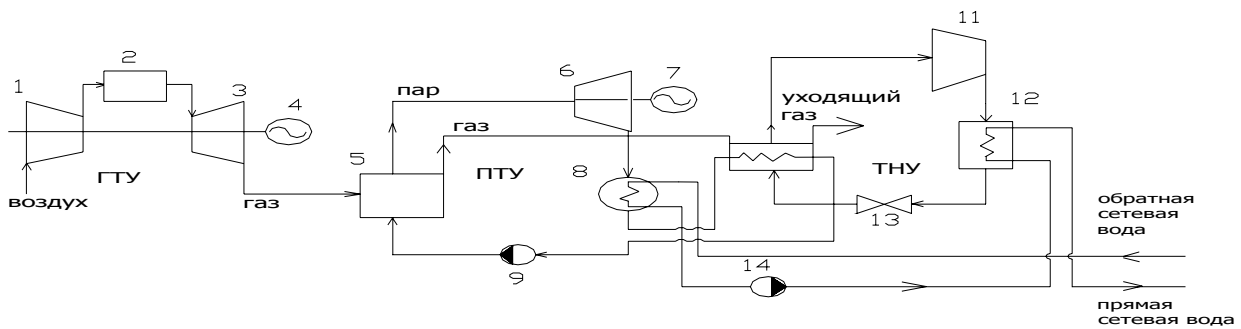 1
2
3
4
ГТУ
воздух
газ
5
пар
газ
ПТУ
6
7
8
9
уходящий
газ
11
12
ТНУ
13
14
обратная
сетевая
вода
прямая
сетевая вода